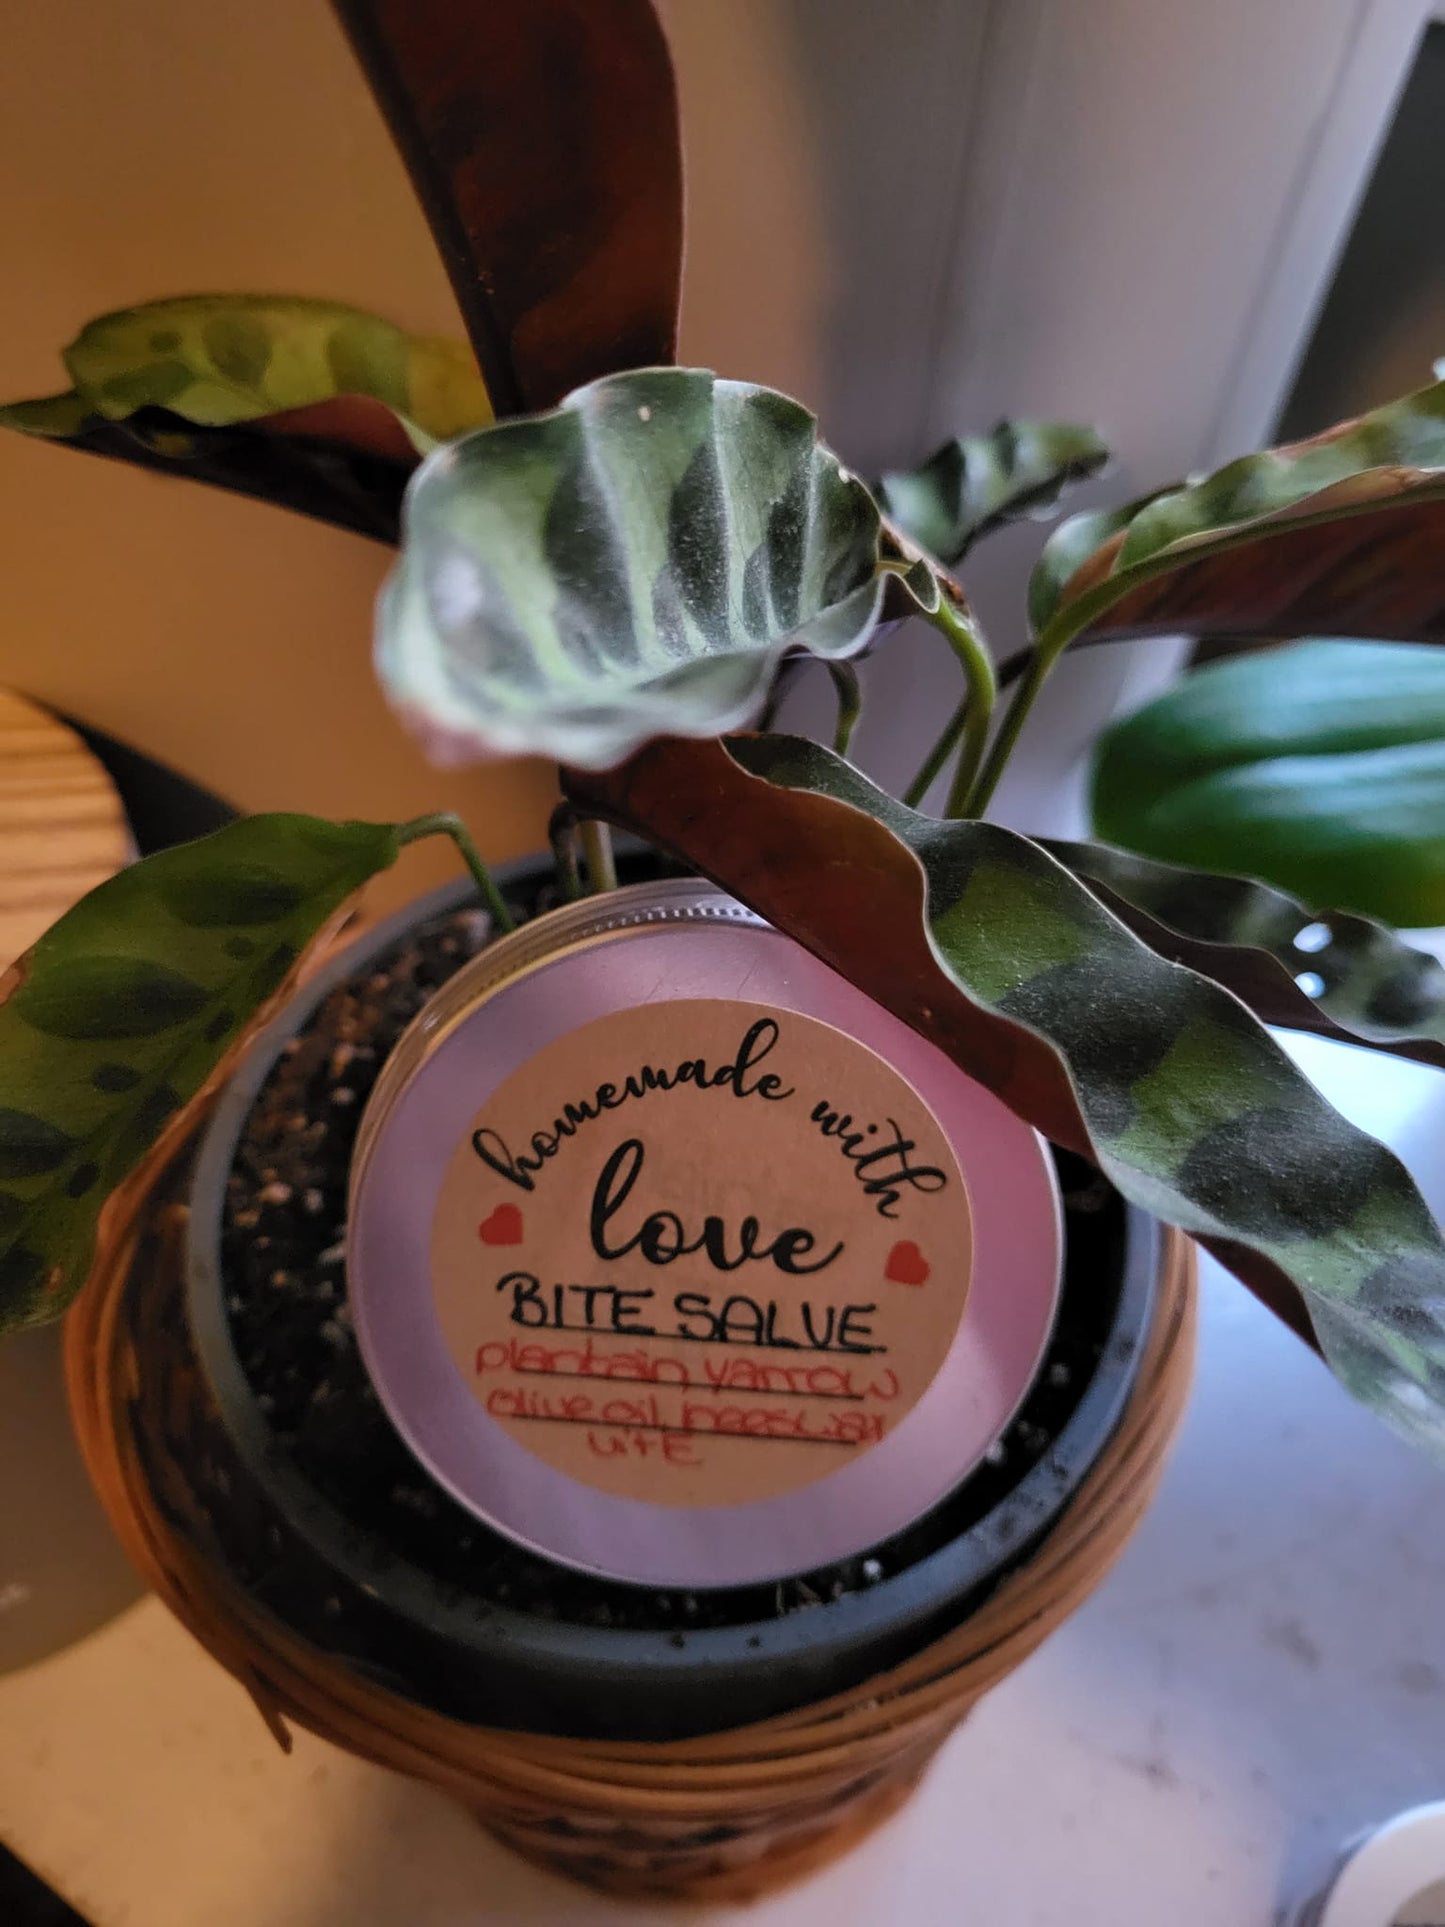 homemade with
love
BITE SALVE
plantain yarrow
olive oil, beeswax
vit E